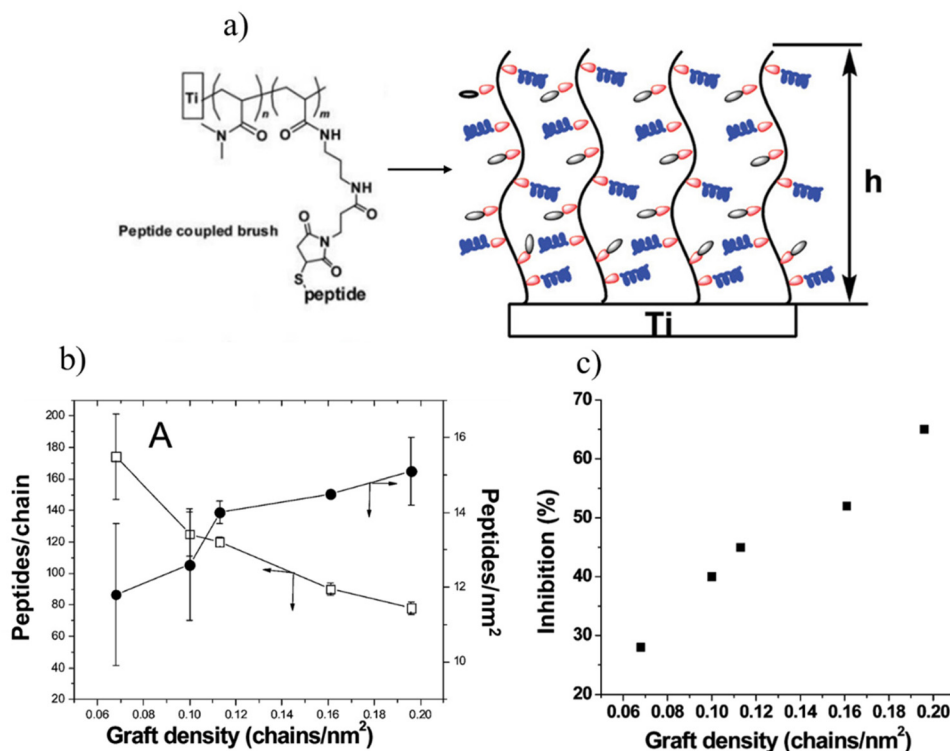 a)
Ti
n
m
N
O
O
NH
NH
O
N
O
O
S
peptide
Peptide coupled brush
h
Ti
b)
A
200
180
160
140
120
100
80
60
40
20
16
14
12
10
Peptides/chain
Peptides/nm²
0.06 0.08 0.10 0.12 0.14 0.16 0.18 0.20
Graft density (chains/nm²)
c)
70
60
50
40
30
20
Inhibition (%)
0.06 0.08 0.10 0.12 0.14 0.16 0.18 0.20
Graft density (chains/nm²)